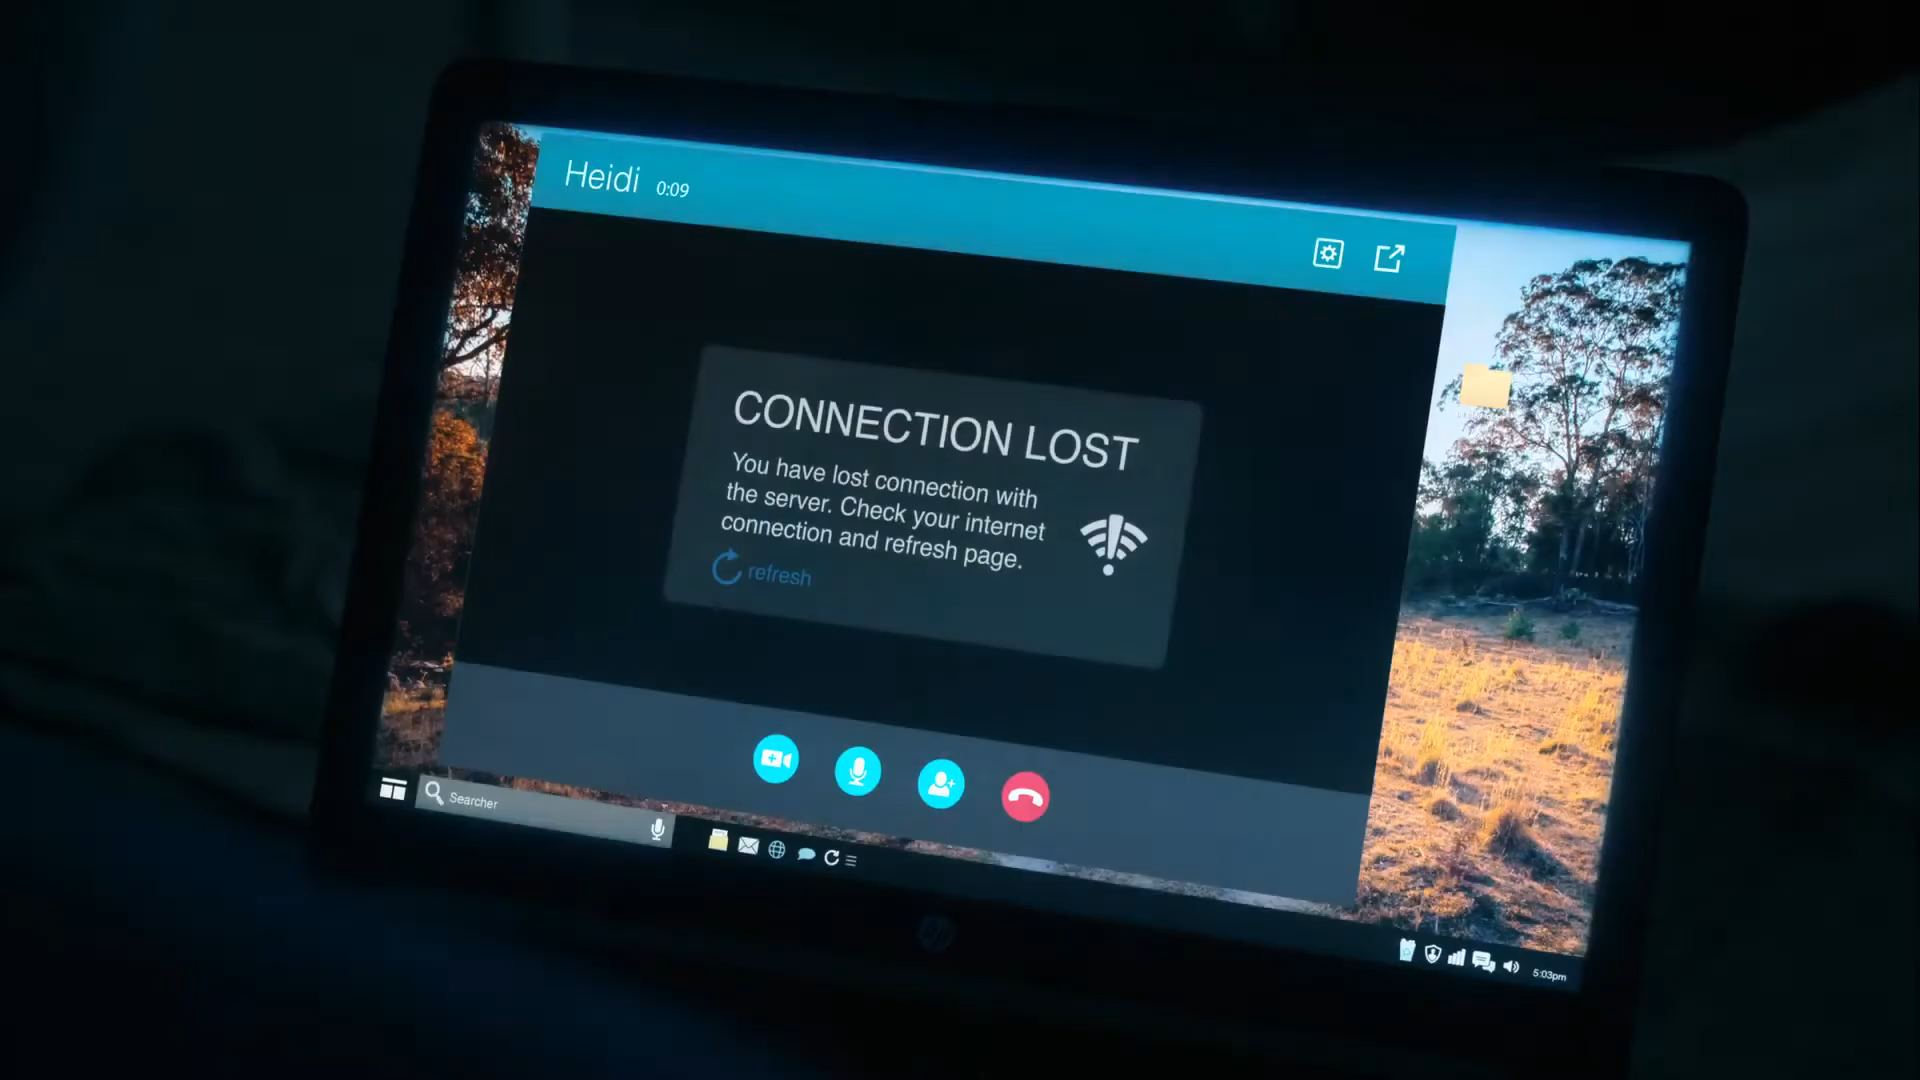 Heidi 0:09
CONNECTION LOST
You have lost connection with
the server. Check your internet
connection and refresh page.
refresh
Searcher
5:03pm
hp